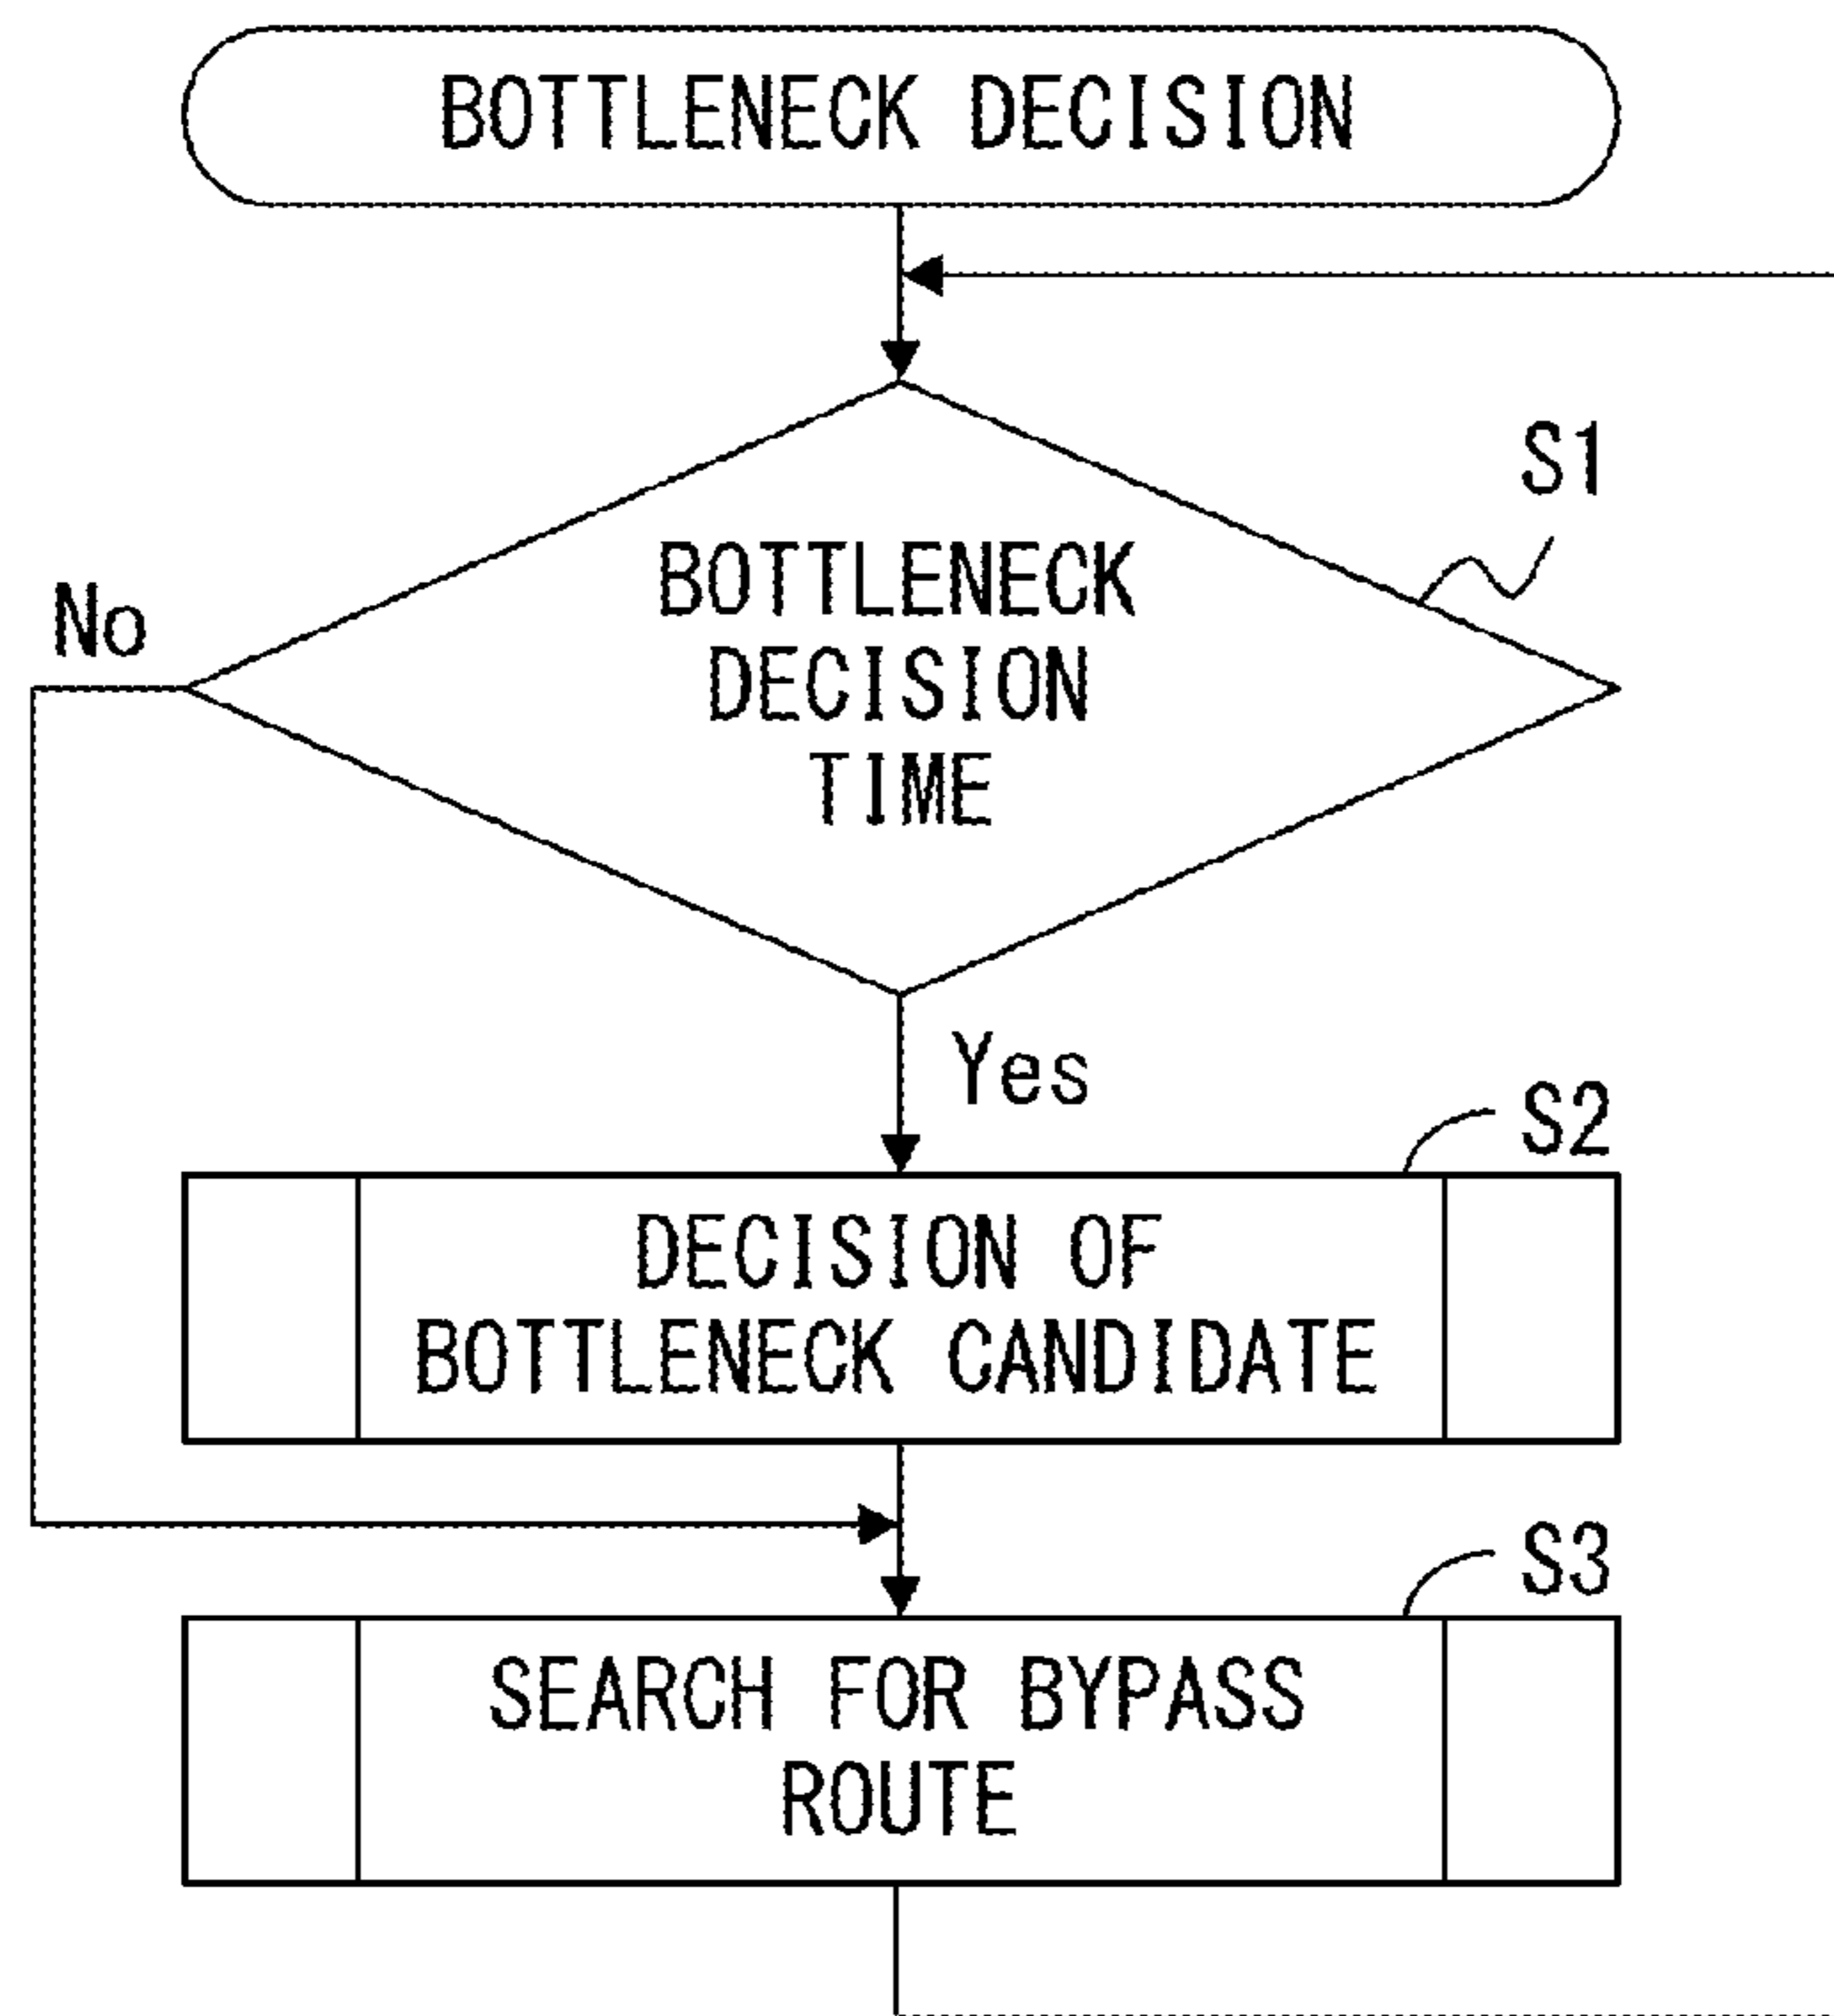 BOTTLENECK DECISION
S1
BOTTLENECK
DECISION
TIME
No
Yes
S2
DECISION OF
BOTTLENECK CANDIDATE
S3
SEARCH FOR BYPASS
ROUTE